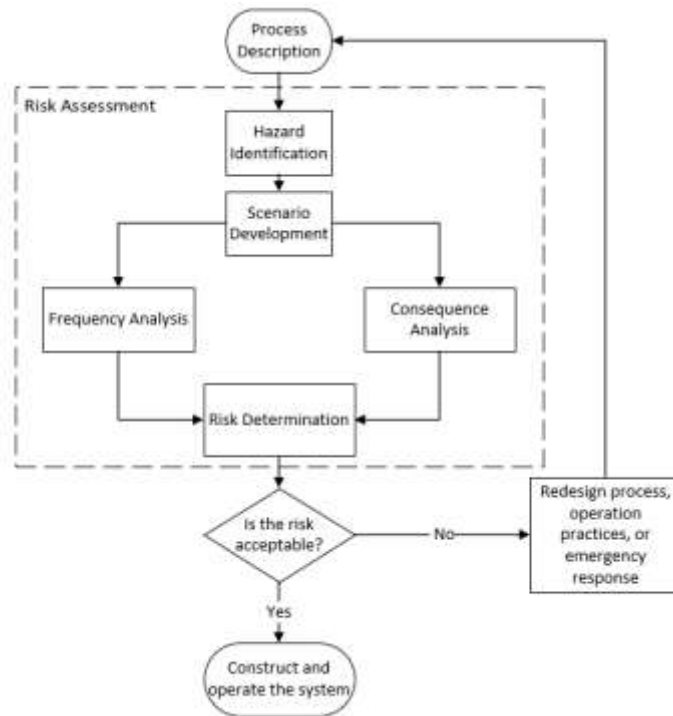 Process
Description
Risk Assessment
Hazard
Identification
Scenario
Development
Frequency Analysis
Consequence
Analysis
Risk Determination
Is the risk
acceptable?
No
Redesign process,
operation
practices, or
emergency
response
Yes
Construct and
operate the system